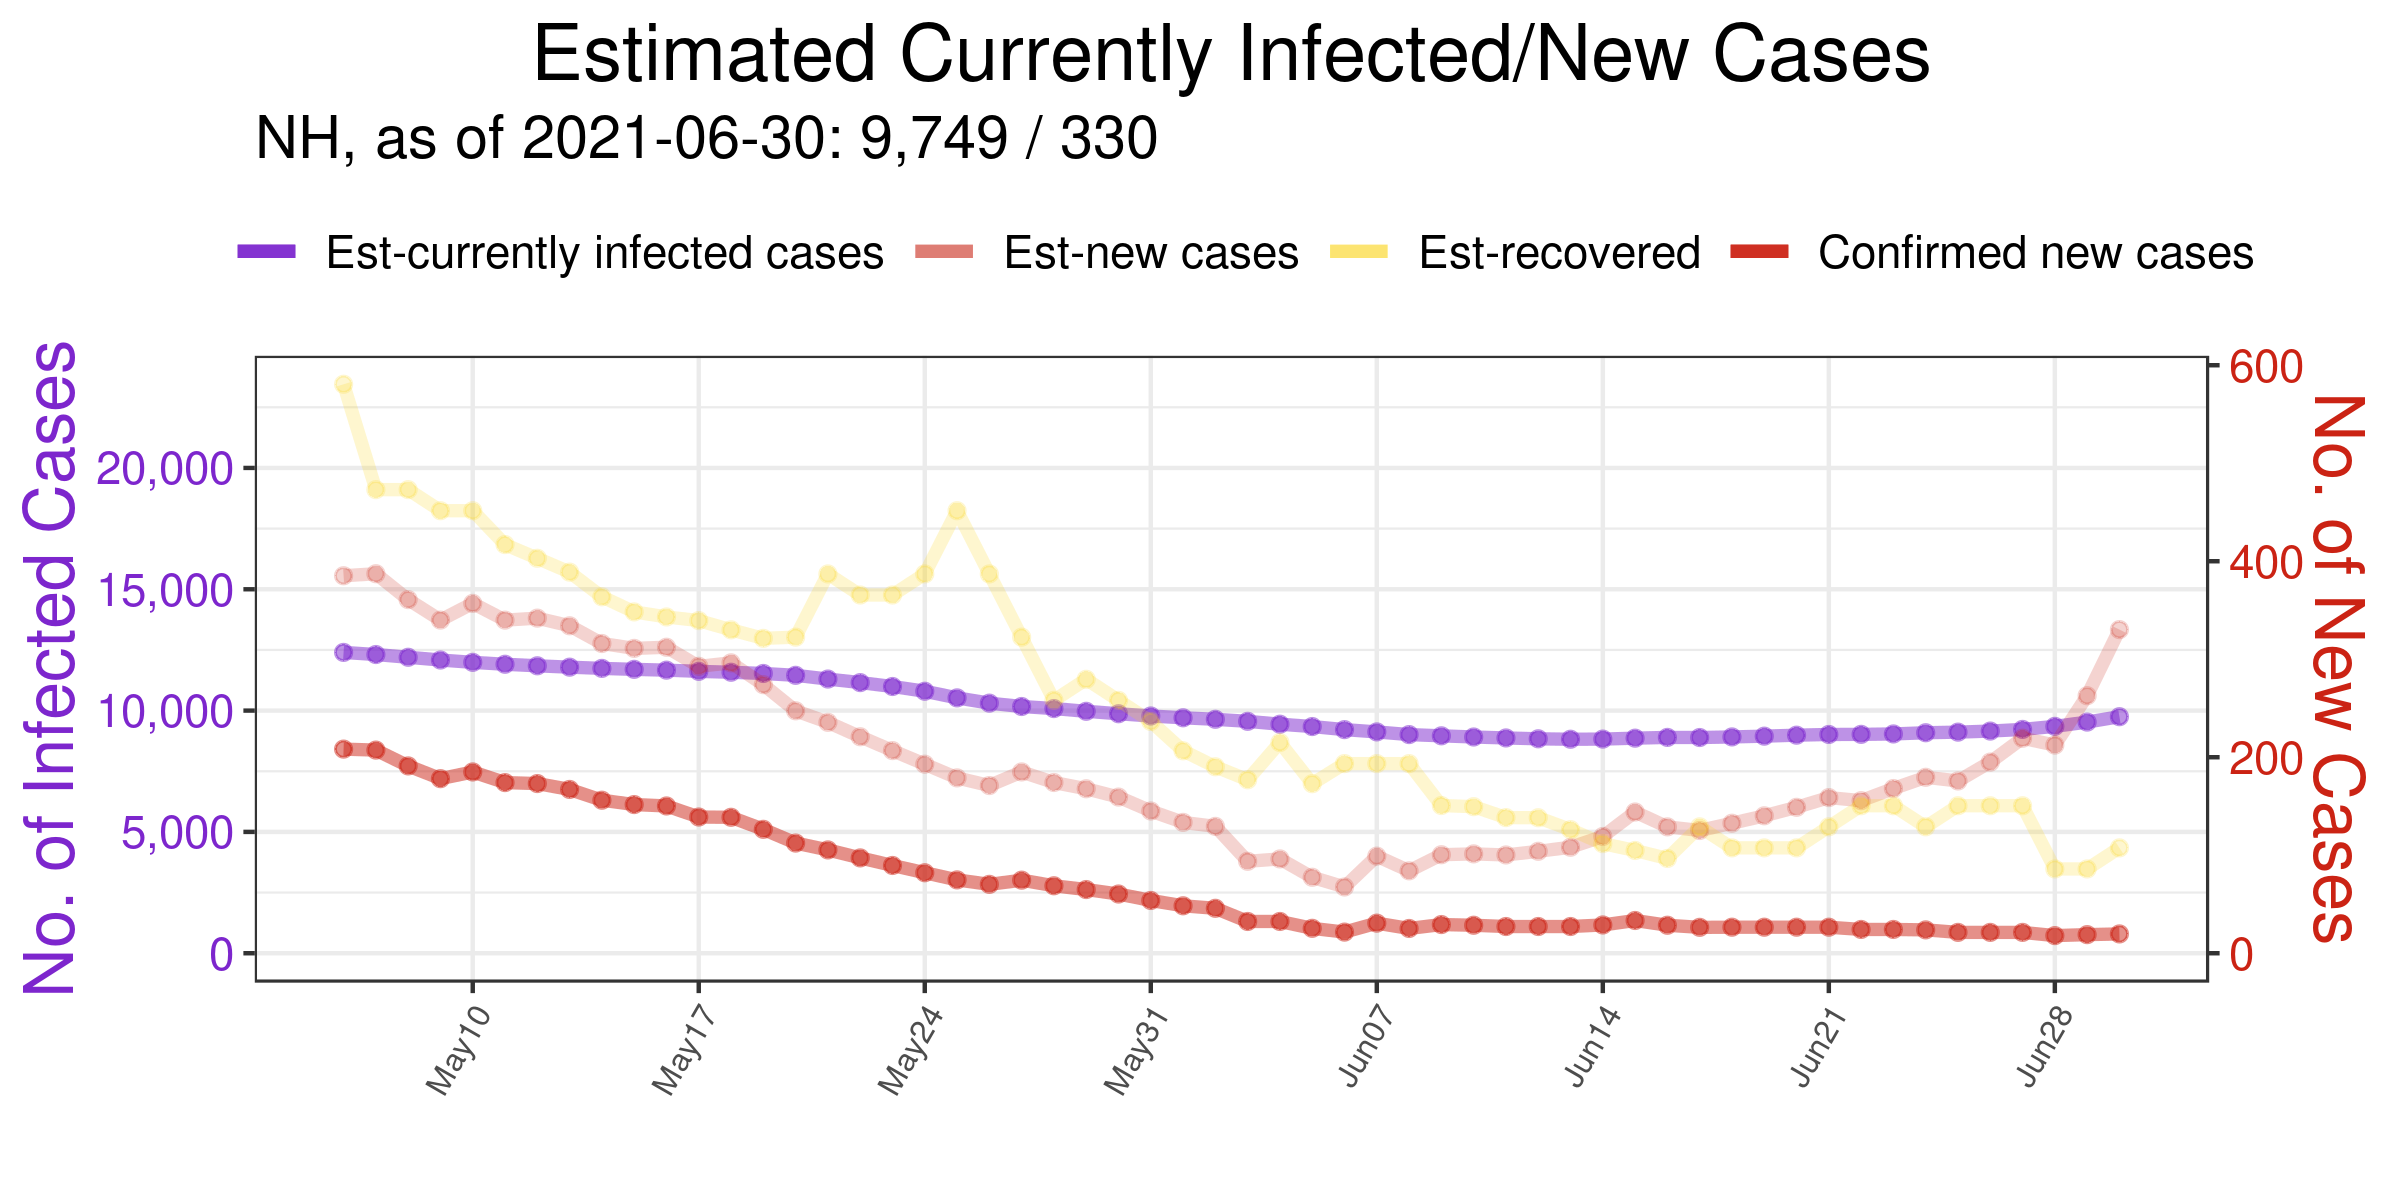 Estimated Currently Infected/New Cases
NH, as of 2021-06-30: 9,749 / 330
Est-currently infected cases Est-new cases Est-recovered Confirmed new cases
No. of Infected Cases
20,000
15,000
10,000
5,000
0
600
400
200
0
No. of New Cases
May10 May17 May24 May31 Jun07 Jun14 Jun21 Jun28